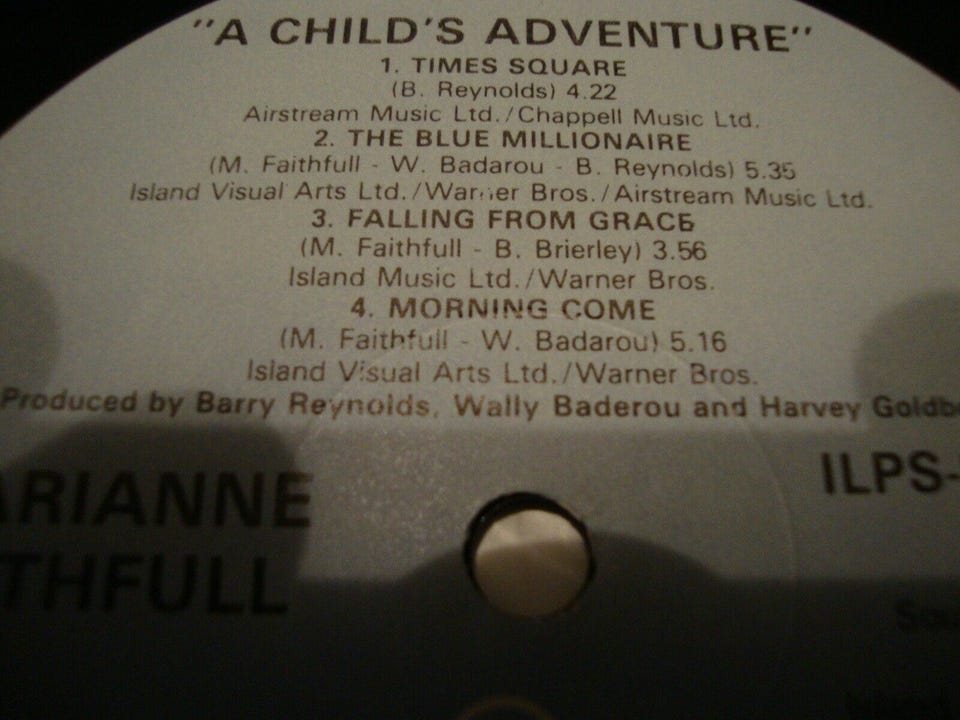 "A CHILD'S ADVENTURE"
1. TIMES SQUARE
(B. Reynolds) 4.22
Airstream Music Ltd./Chappell Music Ltd.
2. THE BLUE MILLIONAIRE
(M. Faithfull - W. Badarou - B. Reynolds) 5.35
Island Visual Arts Ltd./Warner Bros./Airstream Music Ltd.
3. FALLING FROM GRACE
(M. Faithfull - B. Brierley) 3.56
Island Music Ltd./Warner Bros.
4. MORNING COME
(M. Faithfull - W. Badarou) 5.16
Island Visual Arts Ltd./Warner Bros.
Produced by Barry Reynolds, Wally Baderou and Harvey Goldb
ARIANNE
THFULL
ILPS-